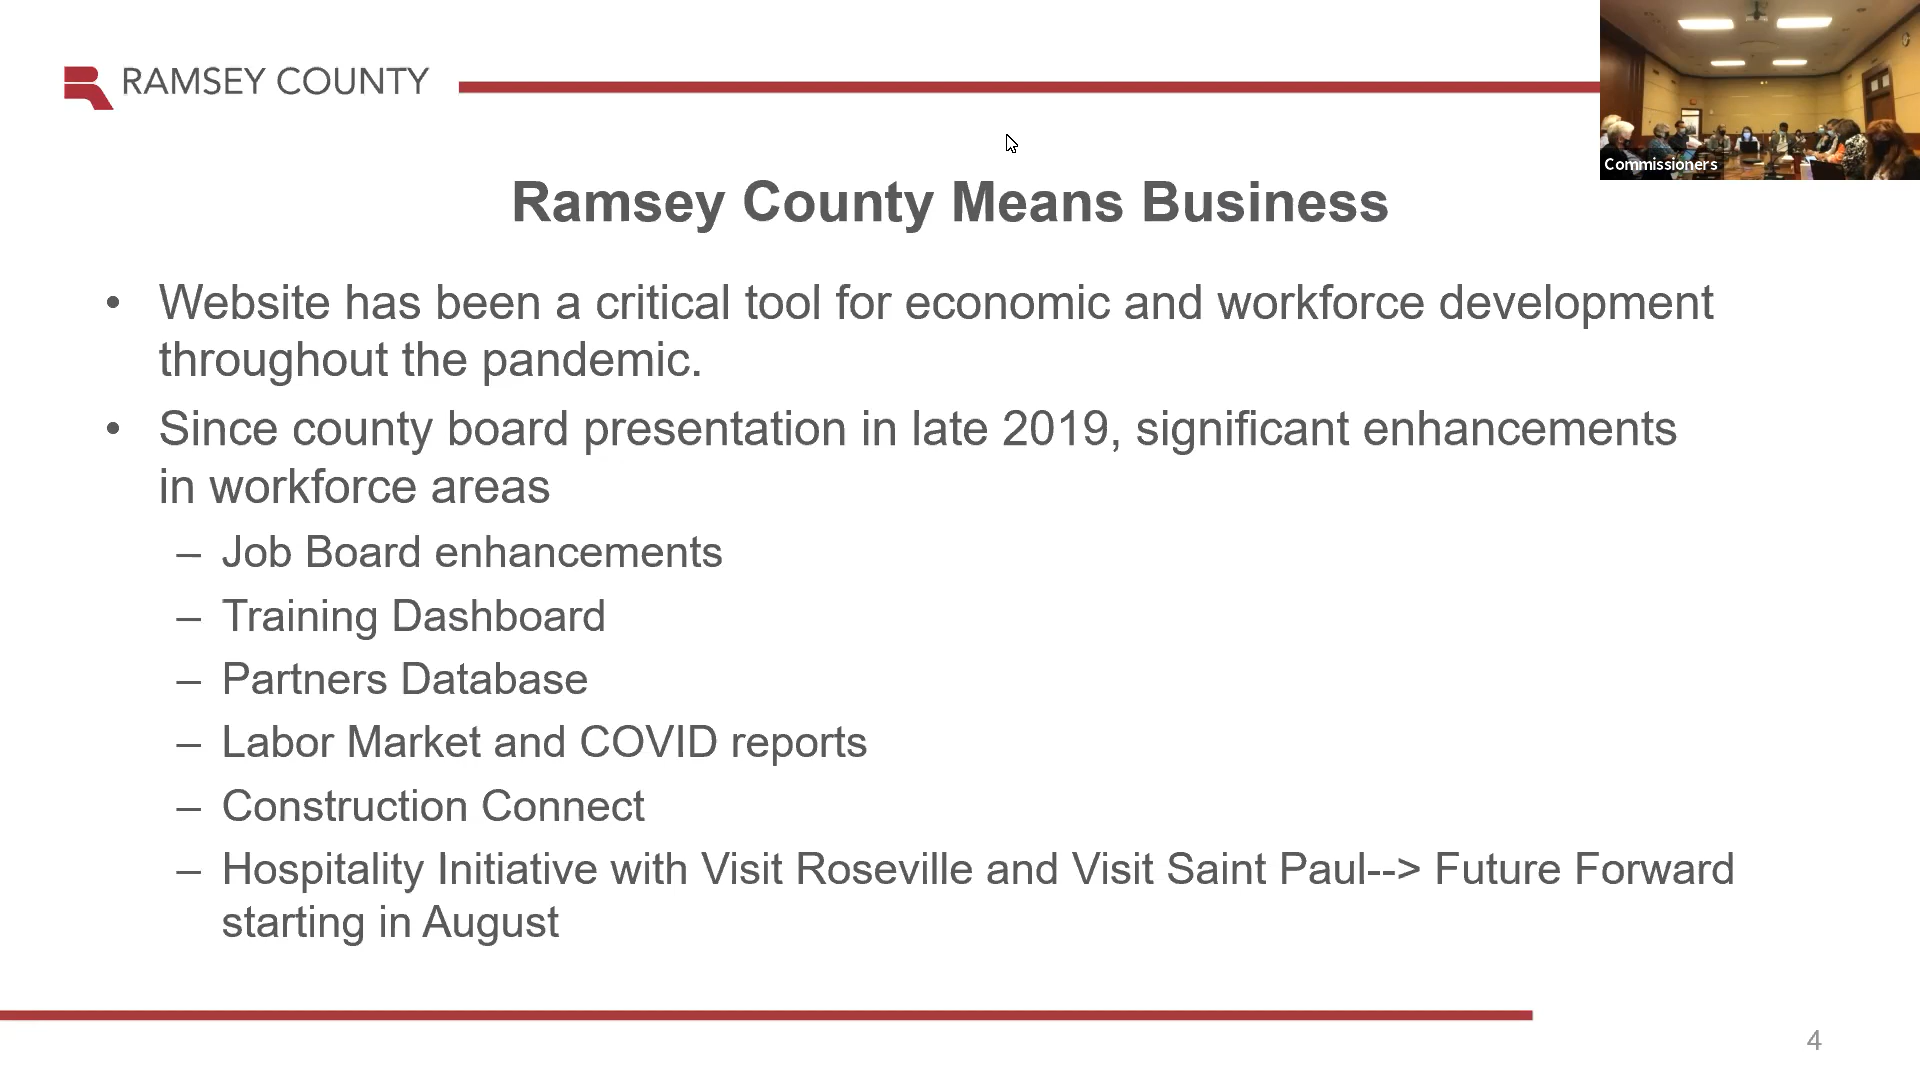 RAMSEY COUNTY
Commissioners
Ramsey County Means Business
• Website has been a critical tool for economic and workforce development
throughout the pandemic.
• Since county board presentation in late 2019, significant enhancements
in workforce areas
– Job Board enhancements
– Training Dashboard
– Partners Database
– Labor Market and COVID reports
– Construction Connect
– Hospitality Initiative with Visit Roseville and Visit Saint Paul--> Future Forward
starting in August
4